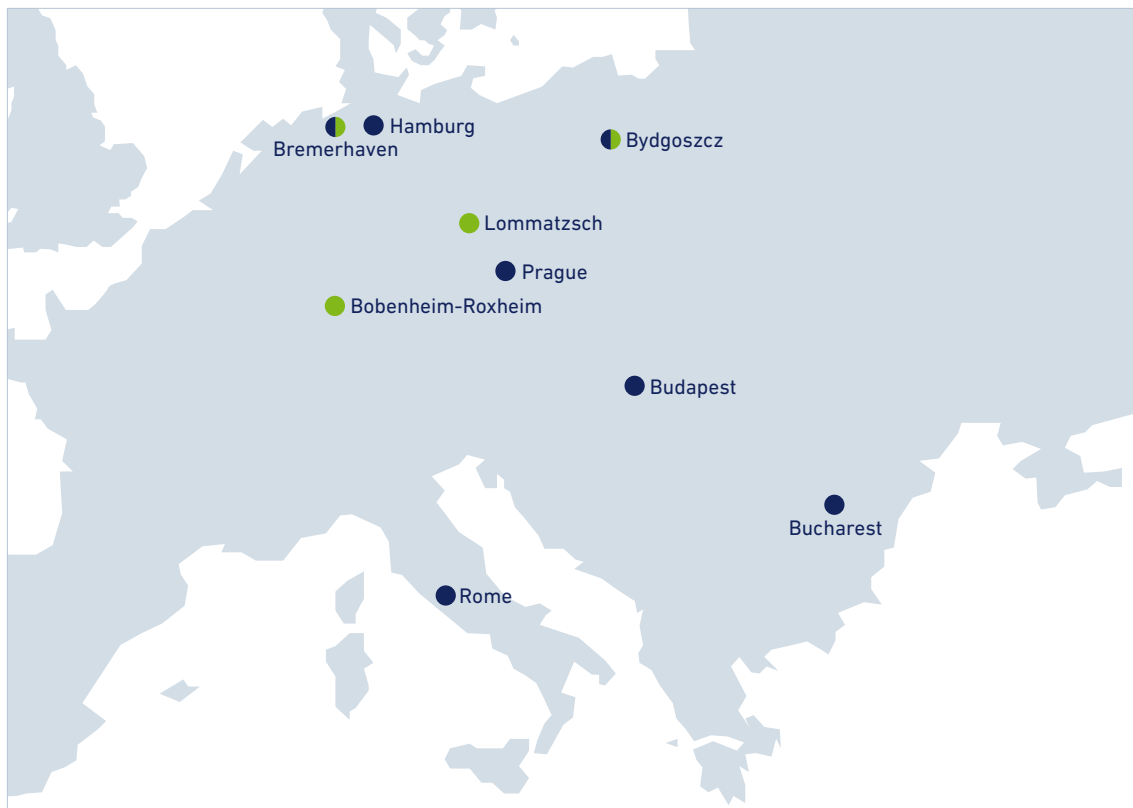 Hamburg
Bremerhaven
Bydgoszcz
Lommatzsch
Prague
Bobenheim-Roxheim
Budapest
Bucharest
Rome